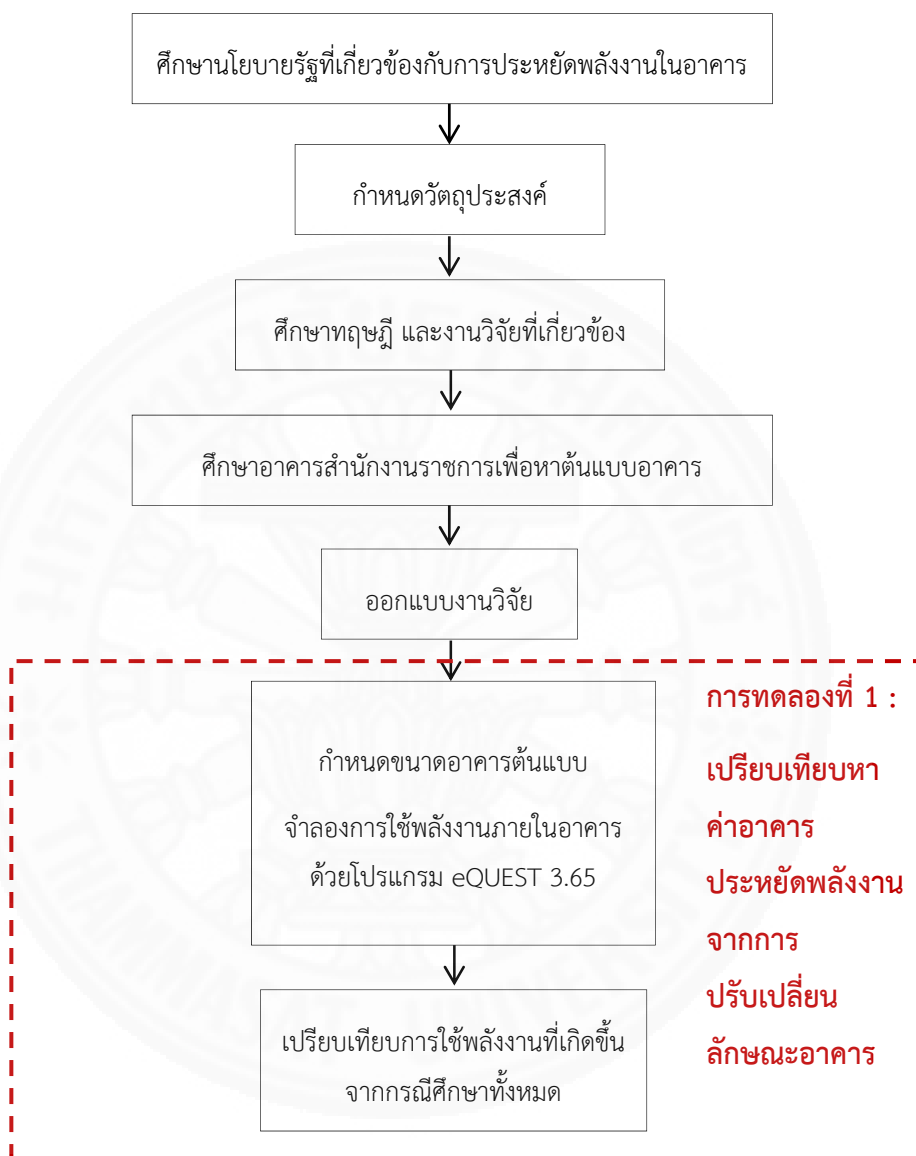 ศึกษานโยบายรัฐที่เกี่ยวข้องกับการประหยัดพลังงานในอาคาร
กำหนดวัตถุประสงค์
ศึกษาทฤษฎี และงานวิจัยที่เกี่ยวข้อง
ศึกษาอาคารสำนักงานราชการเพื่อหาต้นแบบอาคาร
ออกแบบงานวิจัย
กำหนดขนาดอาคารต้นแบบ
จำลองการใช้พลังงานภายในอาคาร
ด้วยโปรแกรม eQUEST 3.65
การทดลองที่ 1 :
เปรียบเทียบหา
ค่าอาคาร
ประหยัดพลังงาน
จากการ
ปรับเปลี่ยน
ลักษณะอาคาร
เปรียบเทียบการใช้พลังงานที่เกิดขึ้น
จากกรณีศึกษาทั้งหมด